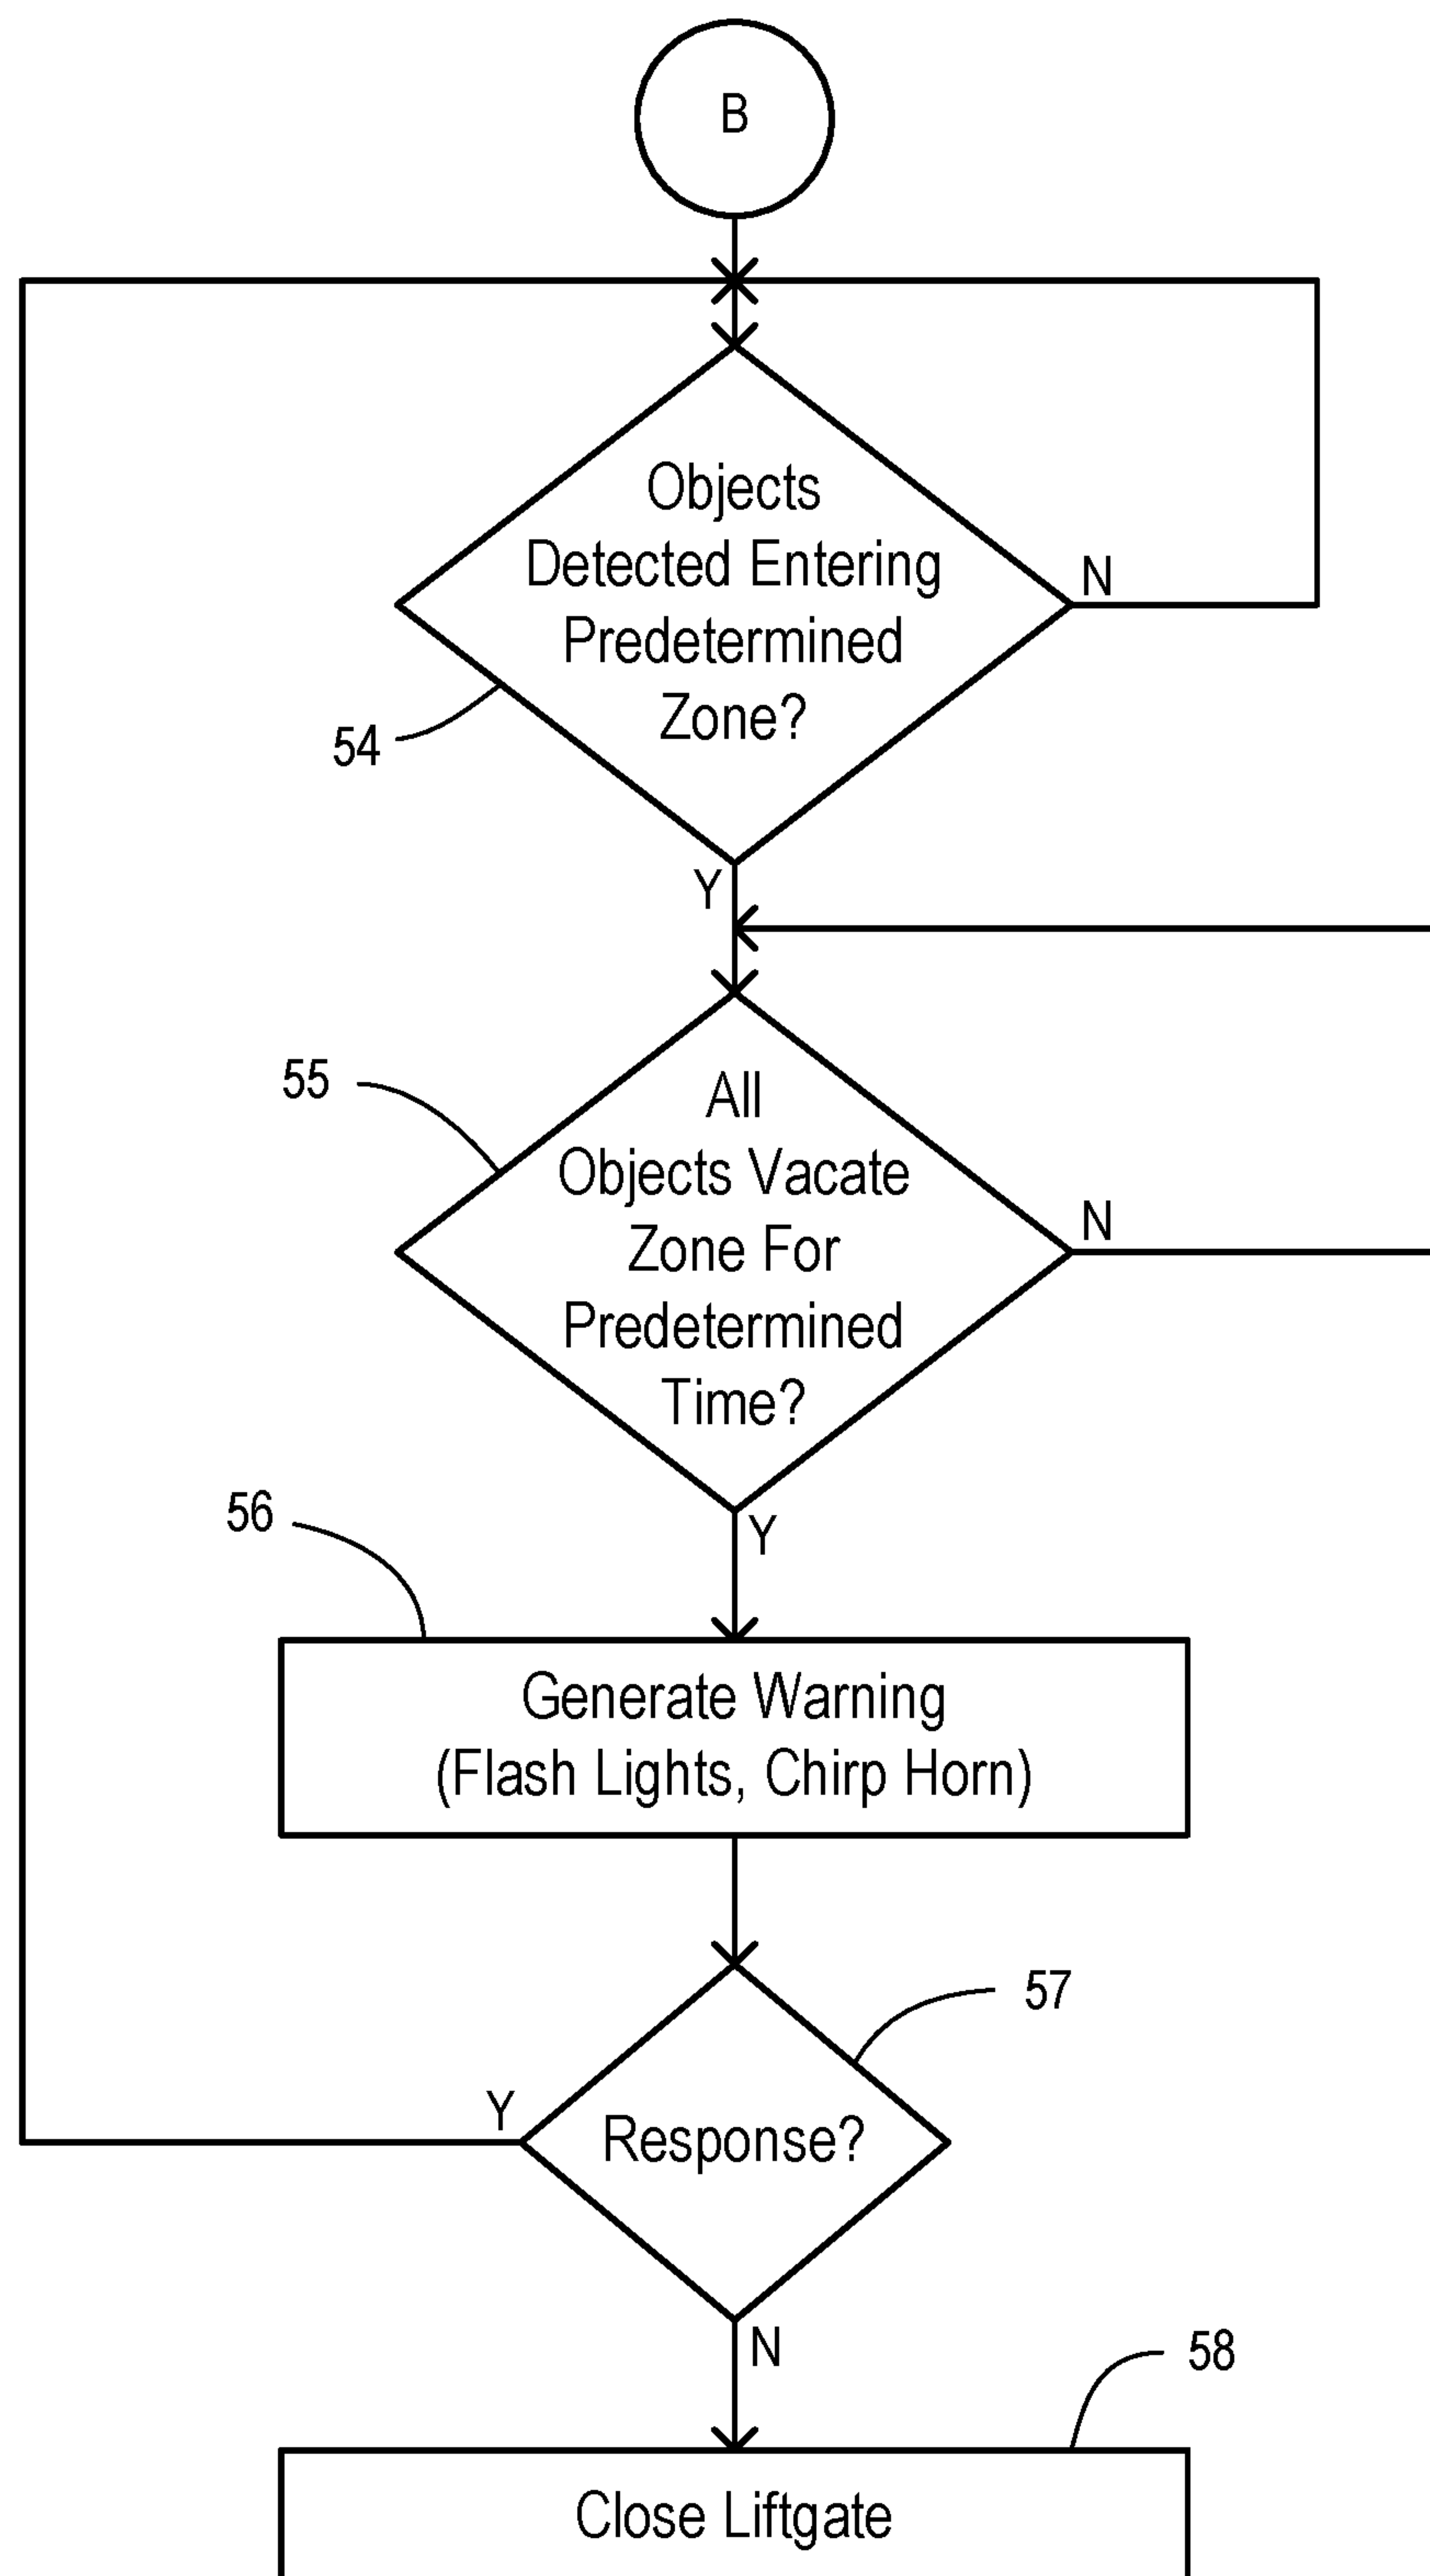 B
Objects
Detected Entering
Predetermined
Zone?
N
54
Y
55
All
Objects Vacate
Zone For
Predetermined
Time?
N
Y
56
Generate Warning
(Flash Lights, Chirp Horn)
57
Y
Response?
N
58
Close Liftgate